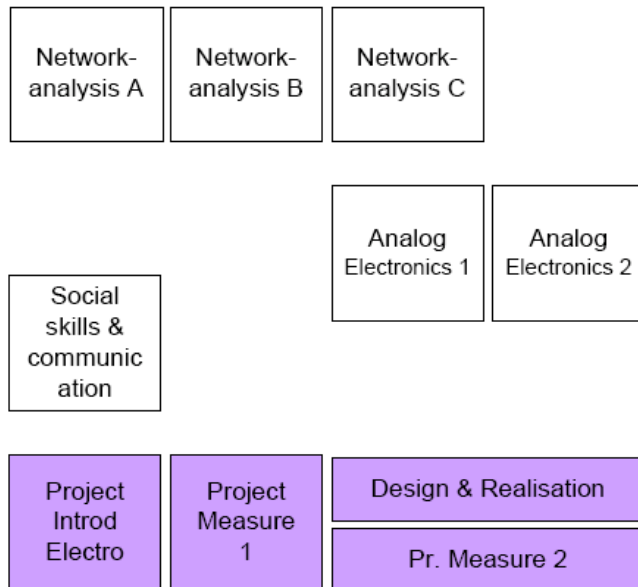 Network-
analysis A
Network-
analysis B
Network-
analysis C
Analog
Electronics 1
Analog
Electronics 2
Social
skills &
communic
ation
Project
Introd
Electro
Project
Measure
1
Design & Realisation
Pr. Measure 2